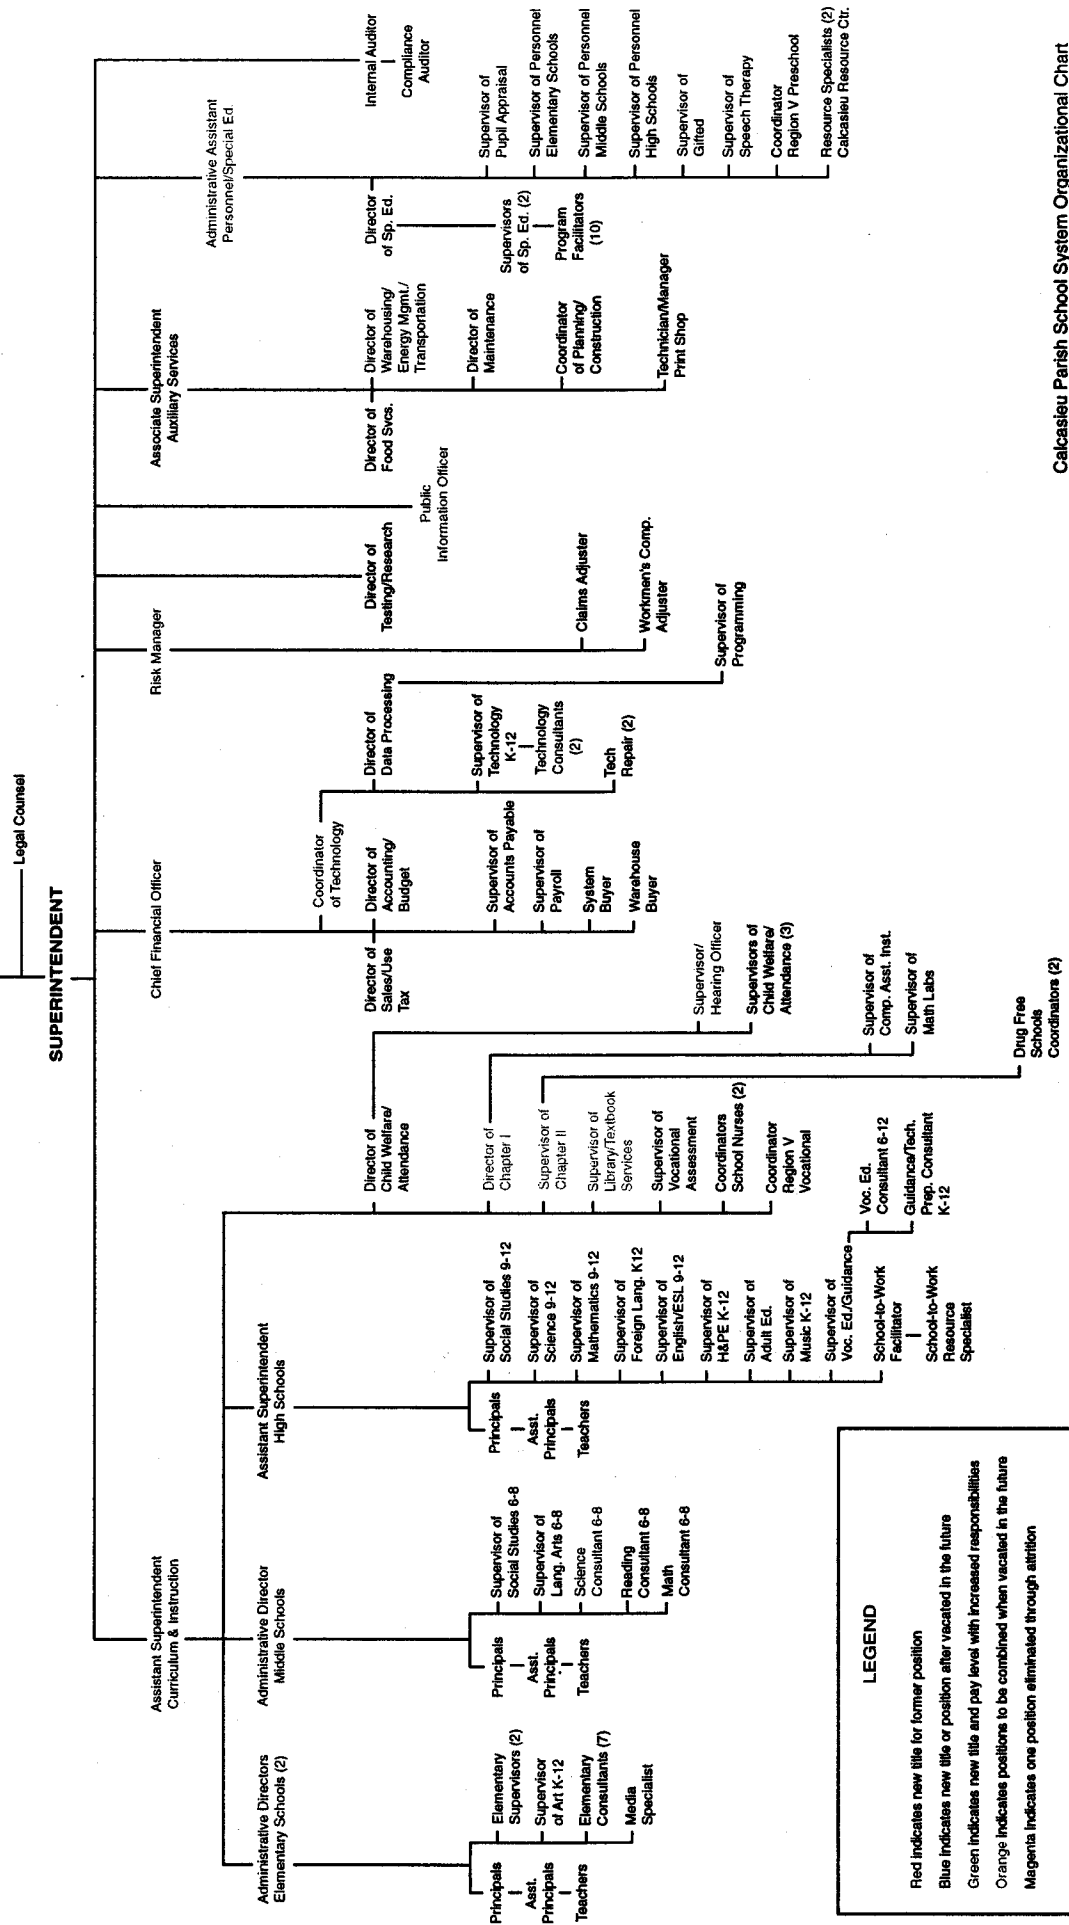 Legal Counsel
SUPERINTENDENT
Assistant Superintendent
Curriculum & Instruction
Chief Financial Officer
Risk Manager
Associate Superintendent
Auxiliary Services
Administrative Assistant
Personnel/Special Ed.
Administrative Directors
Elementary Schools (2)
Administrative Director
Middle Schools
Assistant Superintendent
High Schools
Principals
Asst.
Principals
Teachers
Elementary
Supervisors (2)
Supervisor
of Art K-12
Elementary
Consultants (7)
Media
Specialist
Principals
Asst.
Principals
Teachers
Supervisor of
Social Studies 6-8
Supervisor of
Lang. Arts 6-8
Science
Consultant 6-8
Reading
Consultant 6-8
Math
Consultant 6-8
Principals
Asst.
Principals
Teachers
Supervisor of
Social Studies 9-12
Supervisor of
Science 9-12
Supervisor of
Mathematics 9-12
Supervisor of
Foreign Lang. K12
Supervisor of
English/ESL 9-12
Supervisor of
H&PE K-12
Supervisor of
Adult Ed.
Supervisor of
Music K-12
Supervisor of
Voc. Ed./Guidance
School-to-Work
Facilitator
School-to-Work
Resource
Specialist
Voc. Ed.
Consultant 6-12
Guidance/Tech.
Prep. Consultant
K-12
Director of
Child Welfare/
Attendance
Director of
Chapter I
Supervisor of
Chapter II
Supervisor of
Library/Textbook
Services
Supervisor of
Vocational
Assessment
Coordinators
School Nurses (2)
Coordinator
Region V
Vocational
Supervisor/
Hearing Officer
Supervisors of
Child Welfare/
Attendance (3)
Supervisor of
Comp. Asst. Inst.
Supervisor of
Math Labs
Drug Free
Schools
Coordinators (2)
Coordinator
of Technology
Director of
Sales/Use
Tax
Director of
Accounting/
Budget
Supervisor of
Accounts Payable
Supervisor of
Payroll
System
Buyer
Warehouse
Buyer
Director of
Data Processing
Supervisor of
Technology
K-12
Technology
Consultants
(2)
Tech
Repair (2)
Supervisor of
Programming
Claims Adjuster
Workmen's Comp.
Adjuster
Director of
Testing/Research
Public
Information Officer
Director of
Food Svcs.
Director of
Warehousing/
Energy Mgmt./
Transportation
Director of
Maintenance
Coordinator
of Planning/
Construction
Technician/Manager
Print Shop
Director
of Sp. Ed.
Supervisors
of Sp. Ed. (2)
Program
Facilitators
(10)
Supervisor of
Pupil Appraisal
Supervisor of Personnel
Elementary Schools
Supervisor of Personnel
Middle Schools
Supervisor of Personnel
High Schools
Supervisor of
Gifted
Supervisor of
Speech Therapy
Coordinator
Region V Preschool
Resource Specialists (2)
Calcasieu Resource Ctr.
Internal Auditor
Compliance
Auditor
LEGEND
Red indicates new title for former position
Blue indicates new title or position after vacated in the future
Green indicates new title and pay level with increased responsibilities
Orange indicates positions to be combined when vacated in the future
Magenta indicates one position eliminated through attrition
Calcasieu Parish School System Organizational Chart